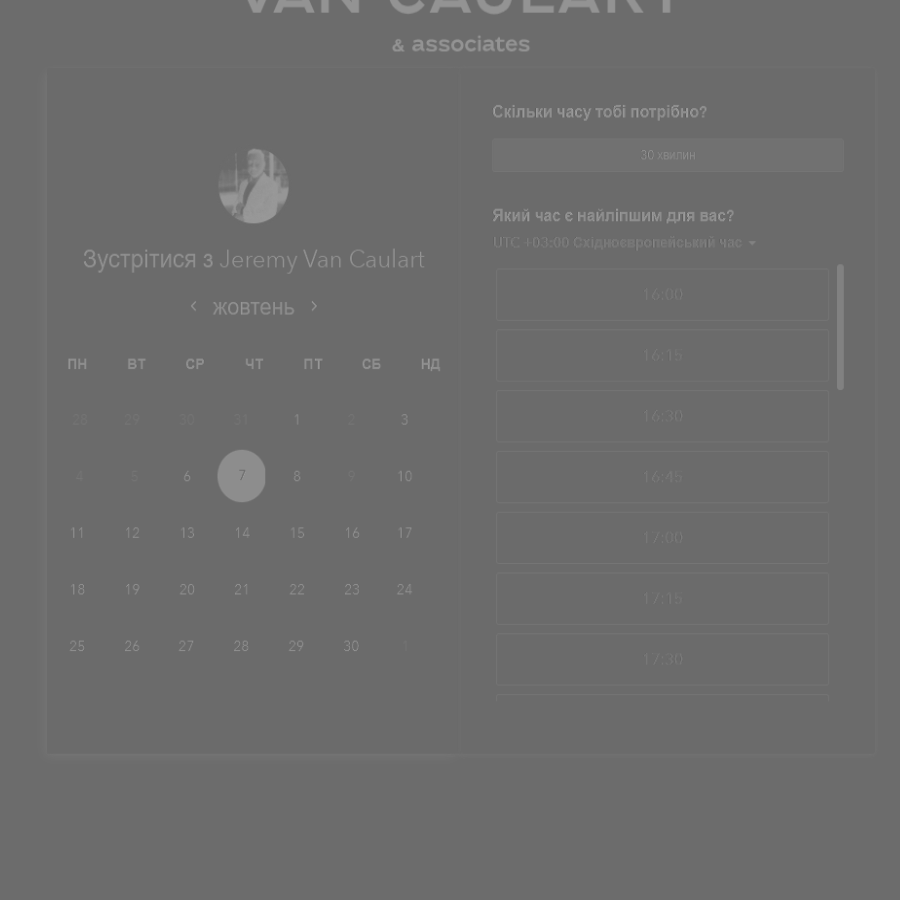 VAN CAULART
& associates
Зустрітися з Jeremy Van Caulart
жовтень
ПН ВТ СР ЧТ ПТ СБ НД
28 29 30 31 1 2 3
4 5 6 7 8 9 10
11 12 13 14 15 16 17
18 19 20 21 22 23 24
25 26 27 28 29 30 1
Скільки часу тобі потрібно?
30 хвилин
Який час є найліпшим для вас?
UTC +03:00 Східноєвропейський час
16:00
16:15
16:30
16:45
17:00
17:15
17:30